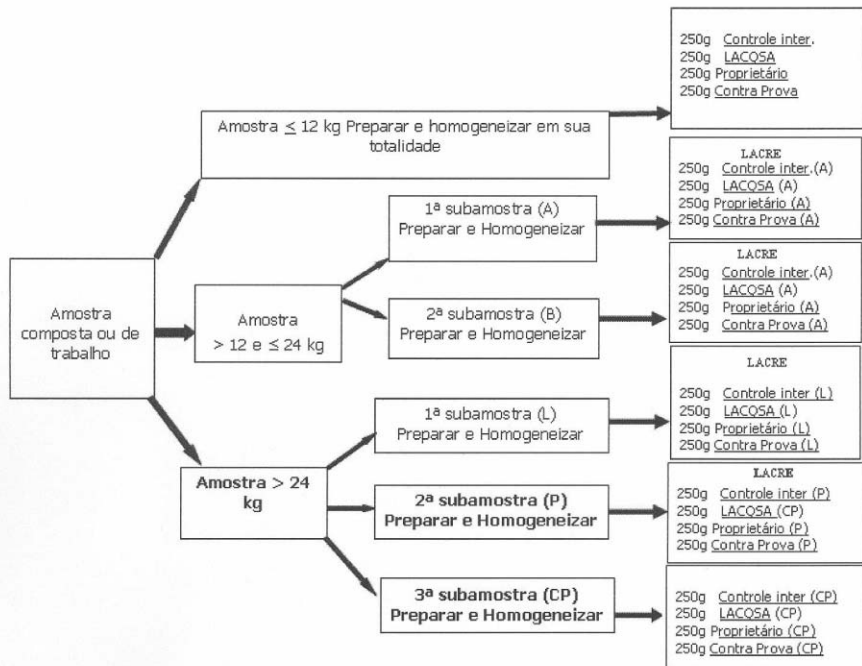 Amostra
composta ou de
trabalho
Amostra ≤ 12 kg Preparar e homogeneizar em sua
totalidade
250g Controle inter.
250g LACQSA
250g Proprietário
250g Contra Prova
Amostra
> 12 e ≤ 24 kg
1ª subamostra (A)
Preparar e Homogeneizar
LACRE
250g Controle inter.(A)
250g LACQSA (A)
250g Proprietário (A)
250g Contra Prova (A)
2ª subamostra (B)
Preparar e Homogeneizar
LACRE
250g Controle inter.(A)
250g LACQSA (A)
250g Proprietário (A)
250g Contra Prova (A)
Amostra > 24
kg
1ª subamostra (L)
Preparar e Homogeneizar
LACRE
250g Controle inter (L)
250g LACQSA (L)
250g Proprietário (L)
250g Contra Prova (L)
2ª subamostra (P)
Preparar e Homogeneizar
LACRE
250g Controle inter (P)
250g LACQSA (CP)
250g Proprietário (P)
250g Contra Prova (P)
3ª subamostra (CP)
Preparar e Homogeneizar
250g Controle inter (CP)
250g LACQSA (CP)
250g Proprietário (CP)
250g Contra Prova (CP)